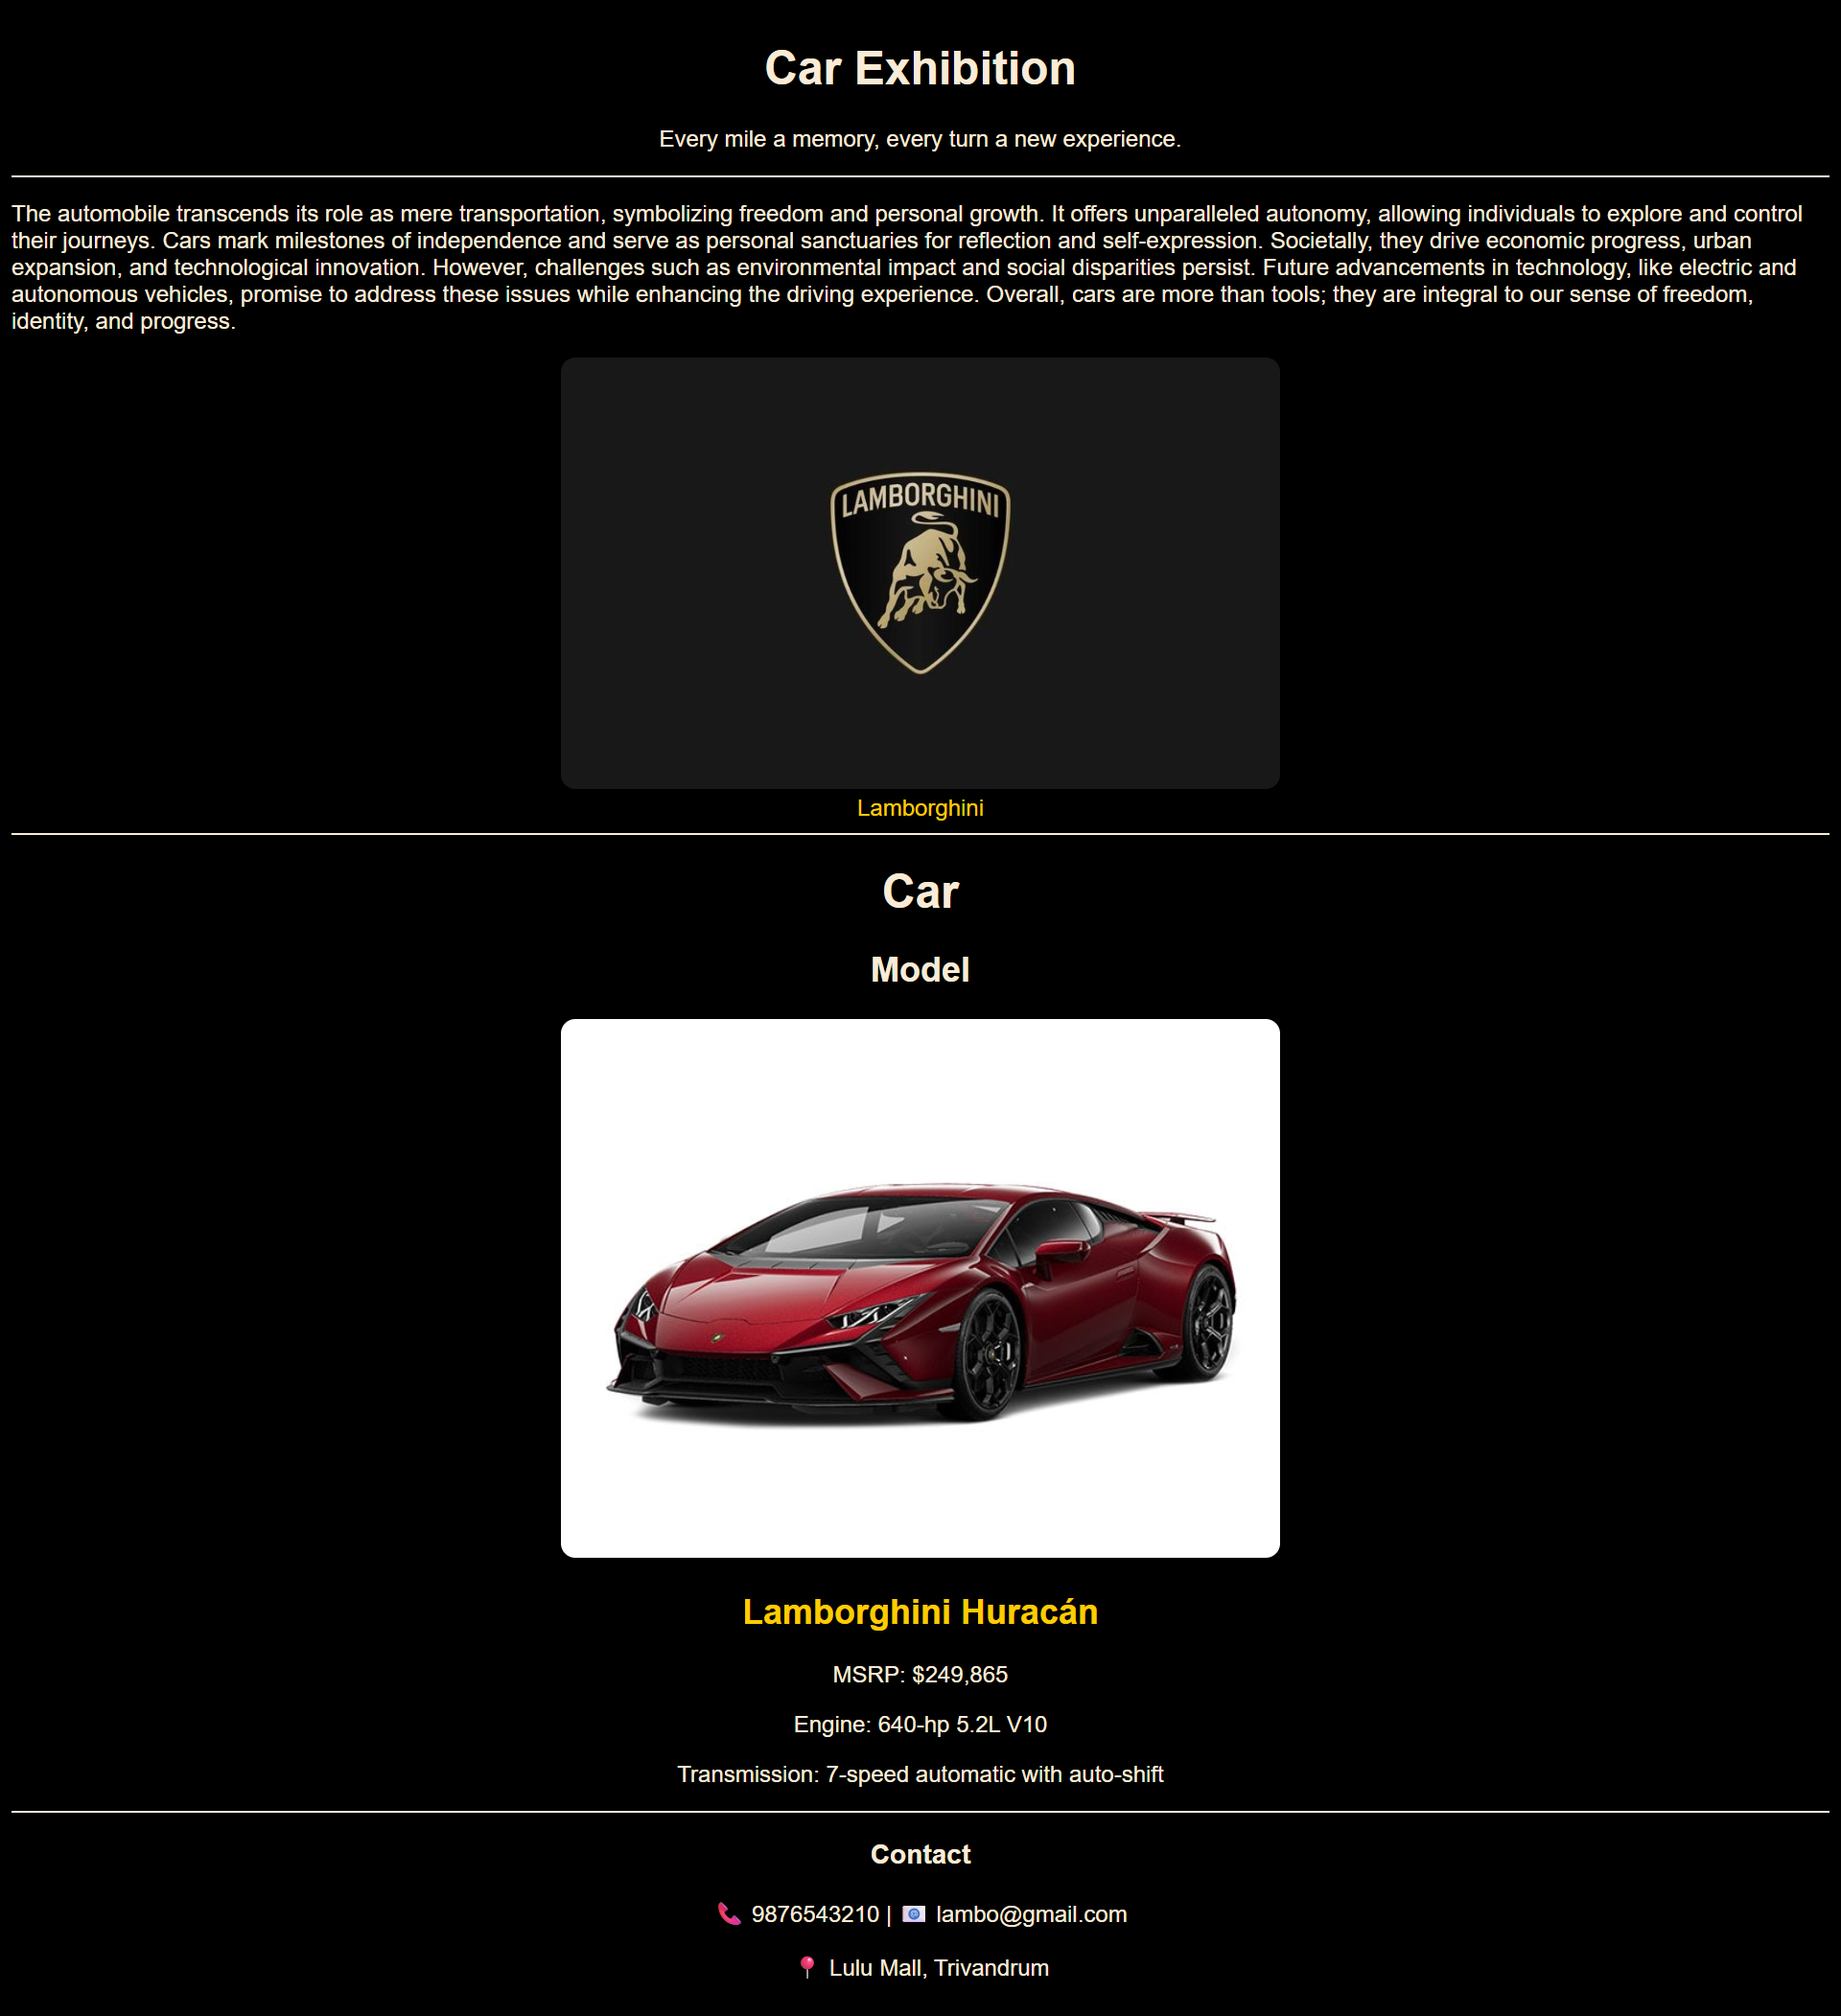 Car Exhibition
Every mile a memory, every turn a new experience.
The automobile transcends its role as mere transportation, symbolizing freedom and personal growth. It offers unparalleled autonomy, allowing individuals to explore and control
their journeys. Cars mark milestones of independence and serve as personal sanctuaries for reflection and self-expression. Societally, they drive economic progress, urban
expansion, and technological innovation. However, challenges such as environmental impact and social disparities persist. Future advancements in technology, like electric and
autonomous vehicles, promise to address these issues while enhancing the driving experience. Overall, cars are more than tools; they are integral to our sense of freedom,
identity, and progress.
LAMBORGHINI
Lamborghini
Car
Model
Lamborghini Huracán
MSRP: $249,865
Engine: 640-hp 5.2L V10
Transmission: 7-speed automatic with auto-shift
Contact
📞 9876543210 | 📧 lambo@gmail.com
📍 Lulu Mall, Trivandrum